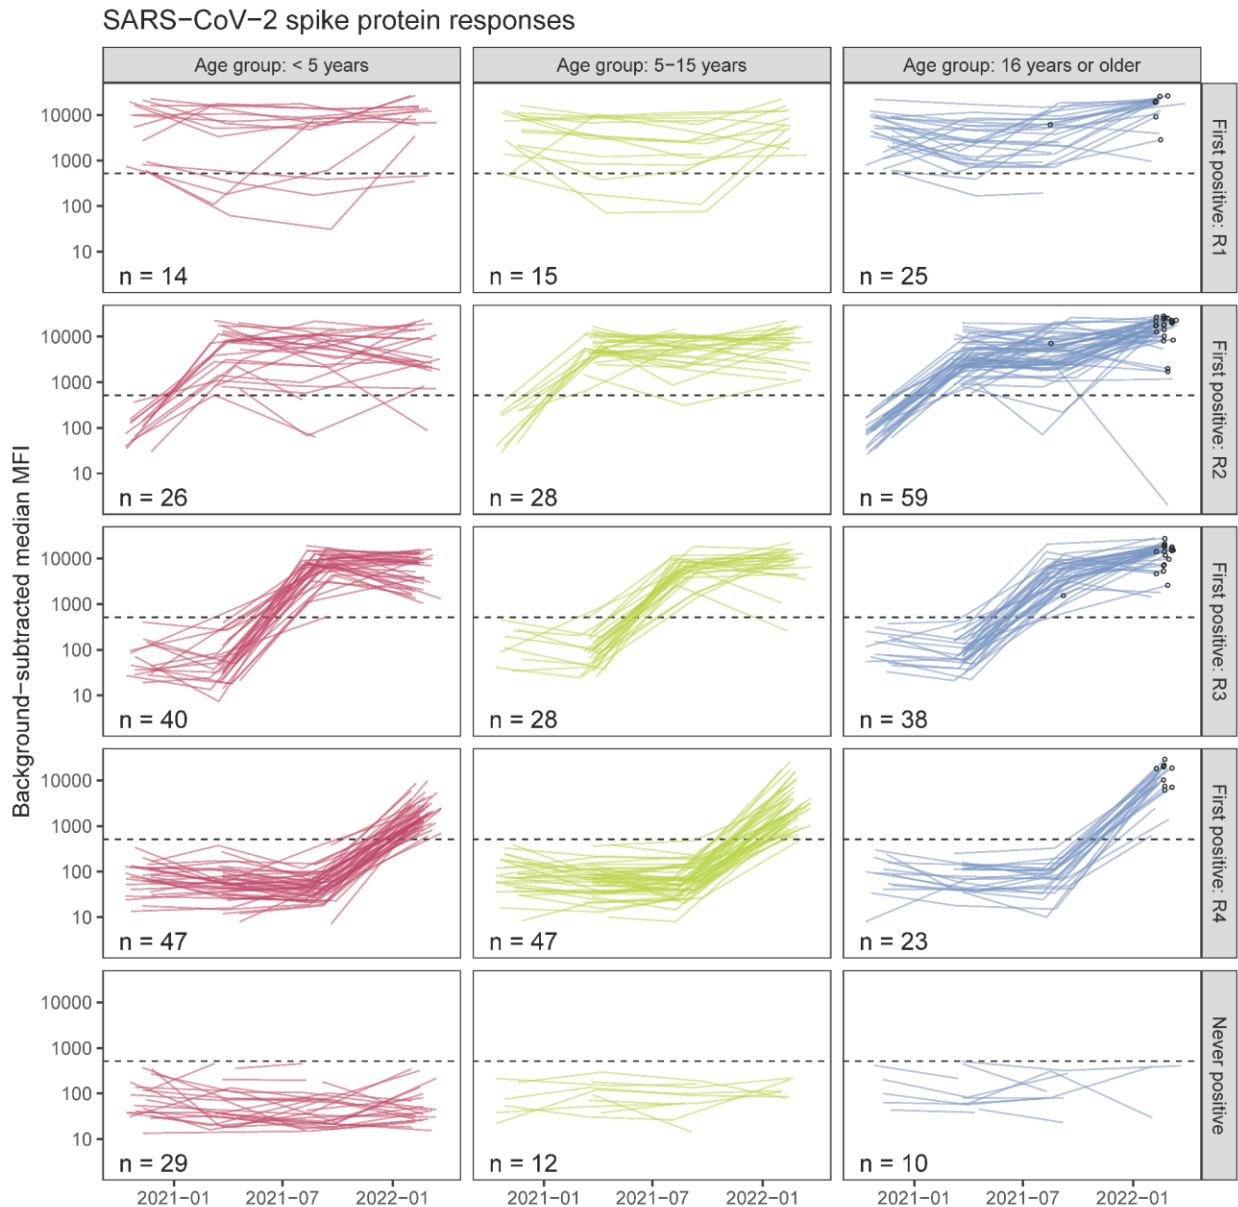 SARS−CoV−2 spike protein responses
Age group: < 5 years
Age group: 5−15 years
Age group: 16 years or older
Background−subtracted median MFI
10000
1000
100
10
n = 14
n = 15
n = 25
First positive: R1
10000
1000
100
10
n = 26
n = 28
n = 59
First positive: R2
10000
1000
100
10
n = 40
n = 28
n = 38
First positive: R3
10000
1000
100
10
n = 47
n = 47
n = 23
First positive: R4
10000
1000
100
10
n = 29
n = 12
n = 10
Never positive
2021−01
2021−07
2022−01
2021−01
2021−07
2022−01
2021−01
2021−07
2022−01